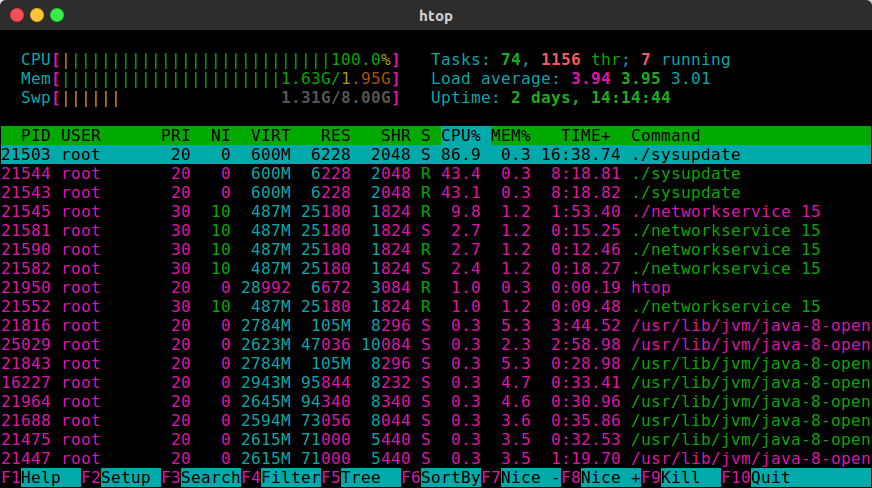 htop
CPU[|||||||||||||||||||||||||||100.0%] Tasks: 74, 1156 thr; 7 running
Mem[||||||||||||||||||||||1.63G/1.95G] Load average: 3.94 3.95 3.01
Swp[|||||| 1.31G/8.00G] Uptime: 2 days, 14:14:44
PID USER PRI NI VIRT RES SHR S CPU% MEM% TIME+ Command
21503 root 20 0 600M 6228 2048 S 86.9 0.3 16:38.74 ./sysupdate
21544 root 20 0 600M 6228 2048 R 43.4 0.3 8:18.81 ./sysupdate
21543 root 20 0 600M 6228 2048 R 43.1 0.3 8:18.82 ./sysupdate
21545 root 30 10 487M 25180 1824 R 9.8 1.2 1:53.40 ./networkservice 15
21581 root 30 10 487M 25180 1824 S 2.7 1.2 0:15.25 ./networkservice 15
21590 root 30 10 487M 25180 1824 R 2.7 1.2 0:12.46 ./networkservice 15
21582 root 30 10 487M 25180 1824 S 2.4 1.2 0:18.27 ./networkservice 15
21950 root 20 0 28992 6672 3084 R 1.0 0.3 0:00.19 htop
21552 root 30 10 487M 25180 1824 R 1.0 1.2 0:09.48 ./networkservice 15
21816 root 20 0 2784M 105M 8296 S 0.3 5.3 3:44.52 /usr/lib/jvm/java-8-open
25029 root 20 0 2623M 47036 10084 S 0.3 2.3 2:58.98 /usr/lib/jvm/java-8-open
21843 root 20 0 2784M 105M 8296 S 0.3 5.3 0:28.98 /usr/lib/jvm/java-8-open
16227 root 20 0 2943M 95844 8232 S 0.3 4.7 0:33.41 /usr/lib/jvm/java-8-open
21964 root 20 0 2645M 94340 8340 S 0.3 4.6 0:30.96 /usr/lib/jvm/java-8-open
21688 root 20 0 2594M 73056 8044 S 0.3 3.6 0:35.86 /usr/lib/jvm/java-8-open
21475 root 20 0 2615M 71000 5440 S 0.3 3.5 0:32.53 /usr/lib/jvm/java-8-open
21447 root 20 0 2615M 71000 5440 S 0.3 3.5 1:19.70 /usr/lib/jvm/java-8-open
F1Help F2Setup F3SearchF4FilterF5Tree F6SortByF7Nice -F8Nice +F9Kill F10Quit